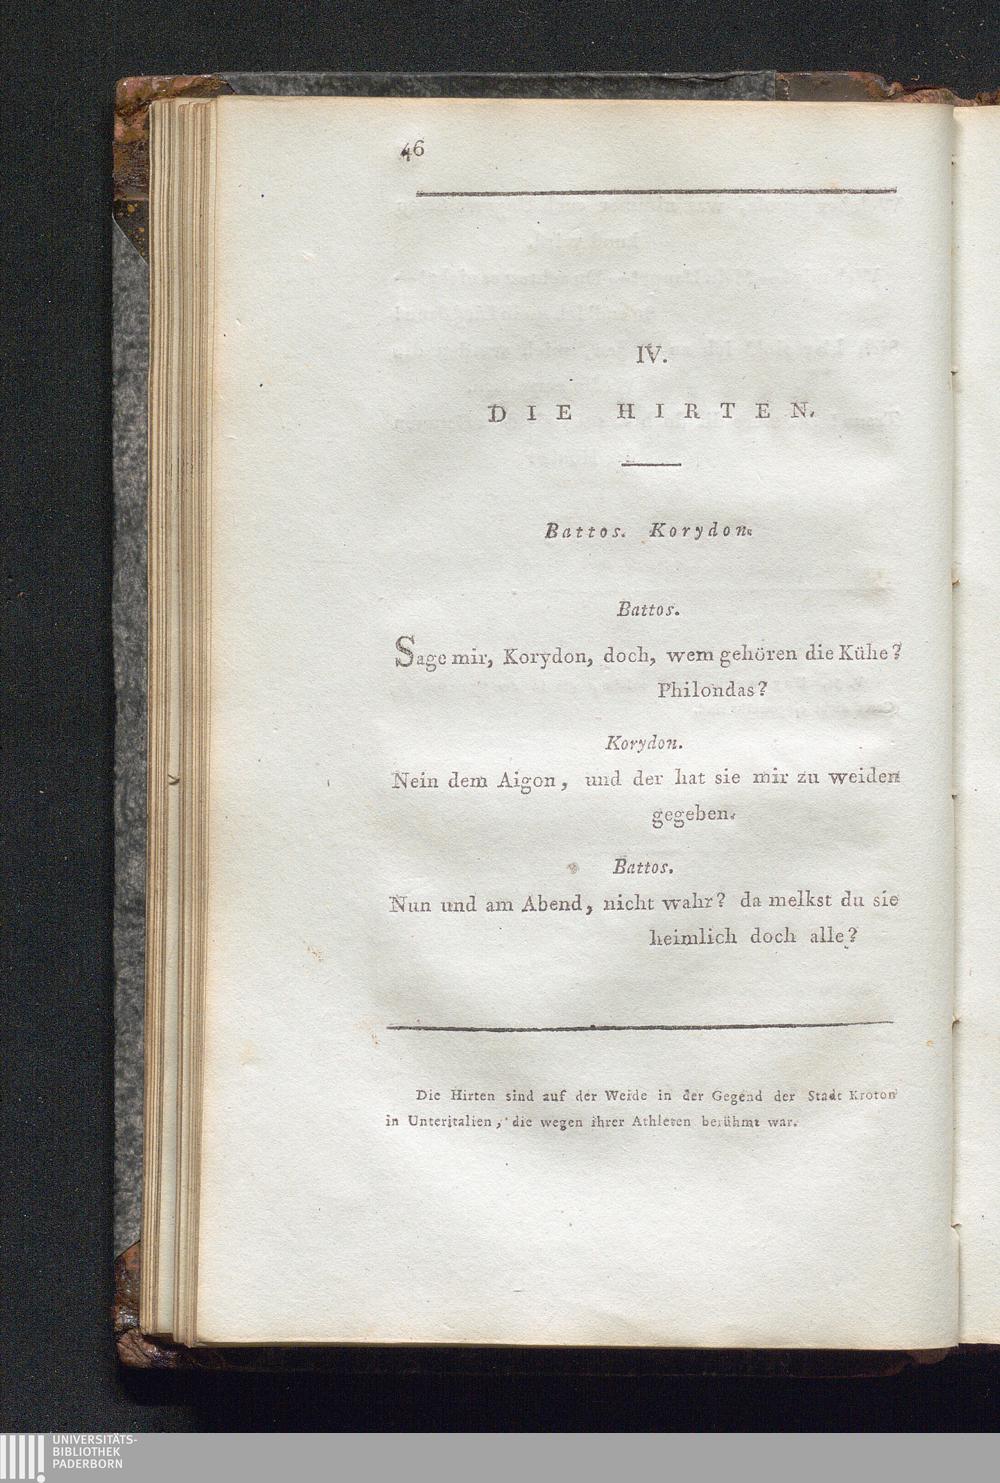 46
IV.
DIE HIRTEN.
Battos. Korydon.
Battos.
Sage mir, Korydon, doch, wem gehören die Kühe?
Philondas?
Korydon.
Nein dem Aigon, und der hat sie mir zu weiden
gegeben.
Battos.
Nun und am Abend, nicht wahr? da melkst du sie
heimlich doch alle?
Die Hirten sind auf der Weide in der Gegend der Stadt Kroton
in Unteritalien, die wegen ihrer Athleten berühmt war.
UNIVERSITÄTS-
BIBLIOTHEK
PADERBORN